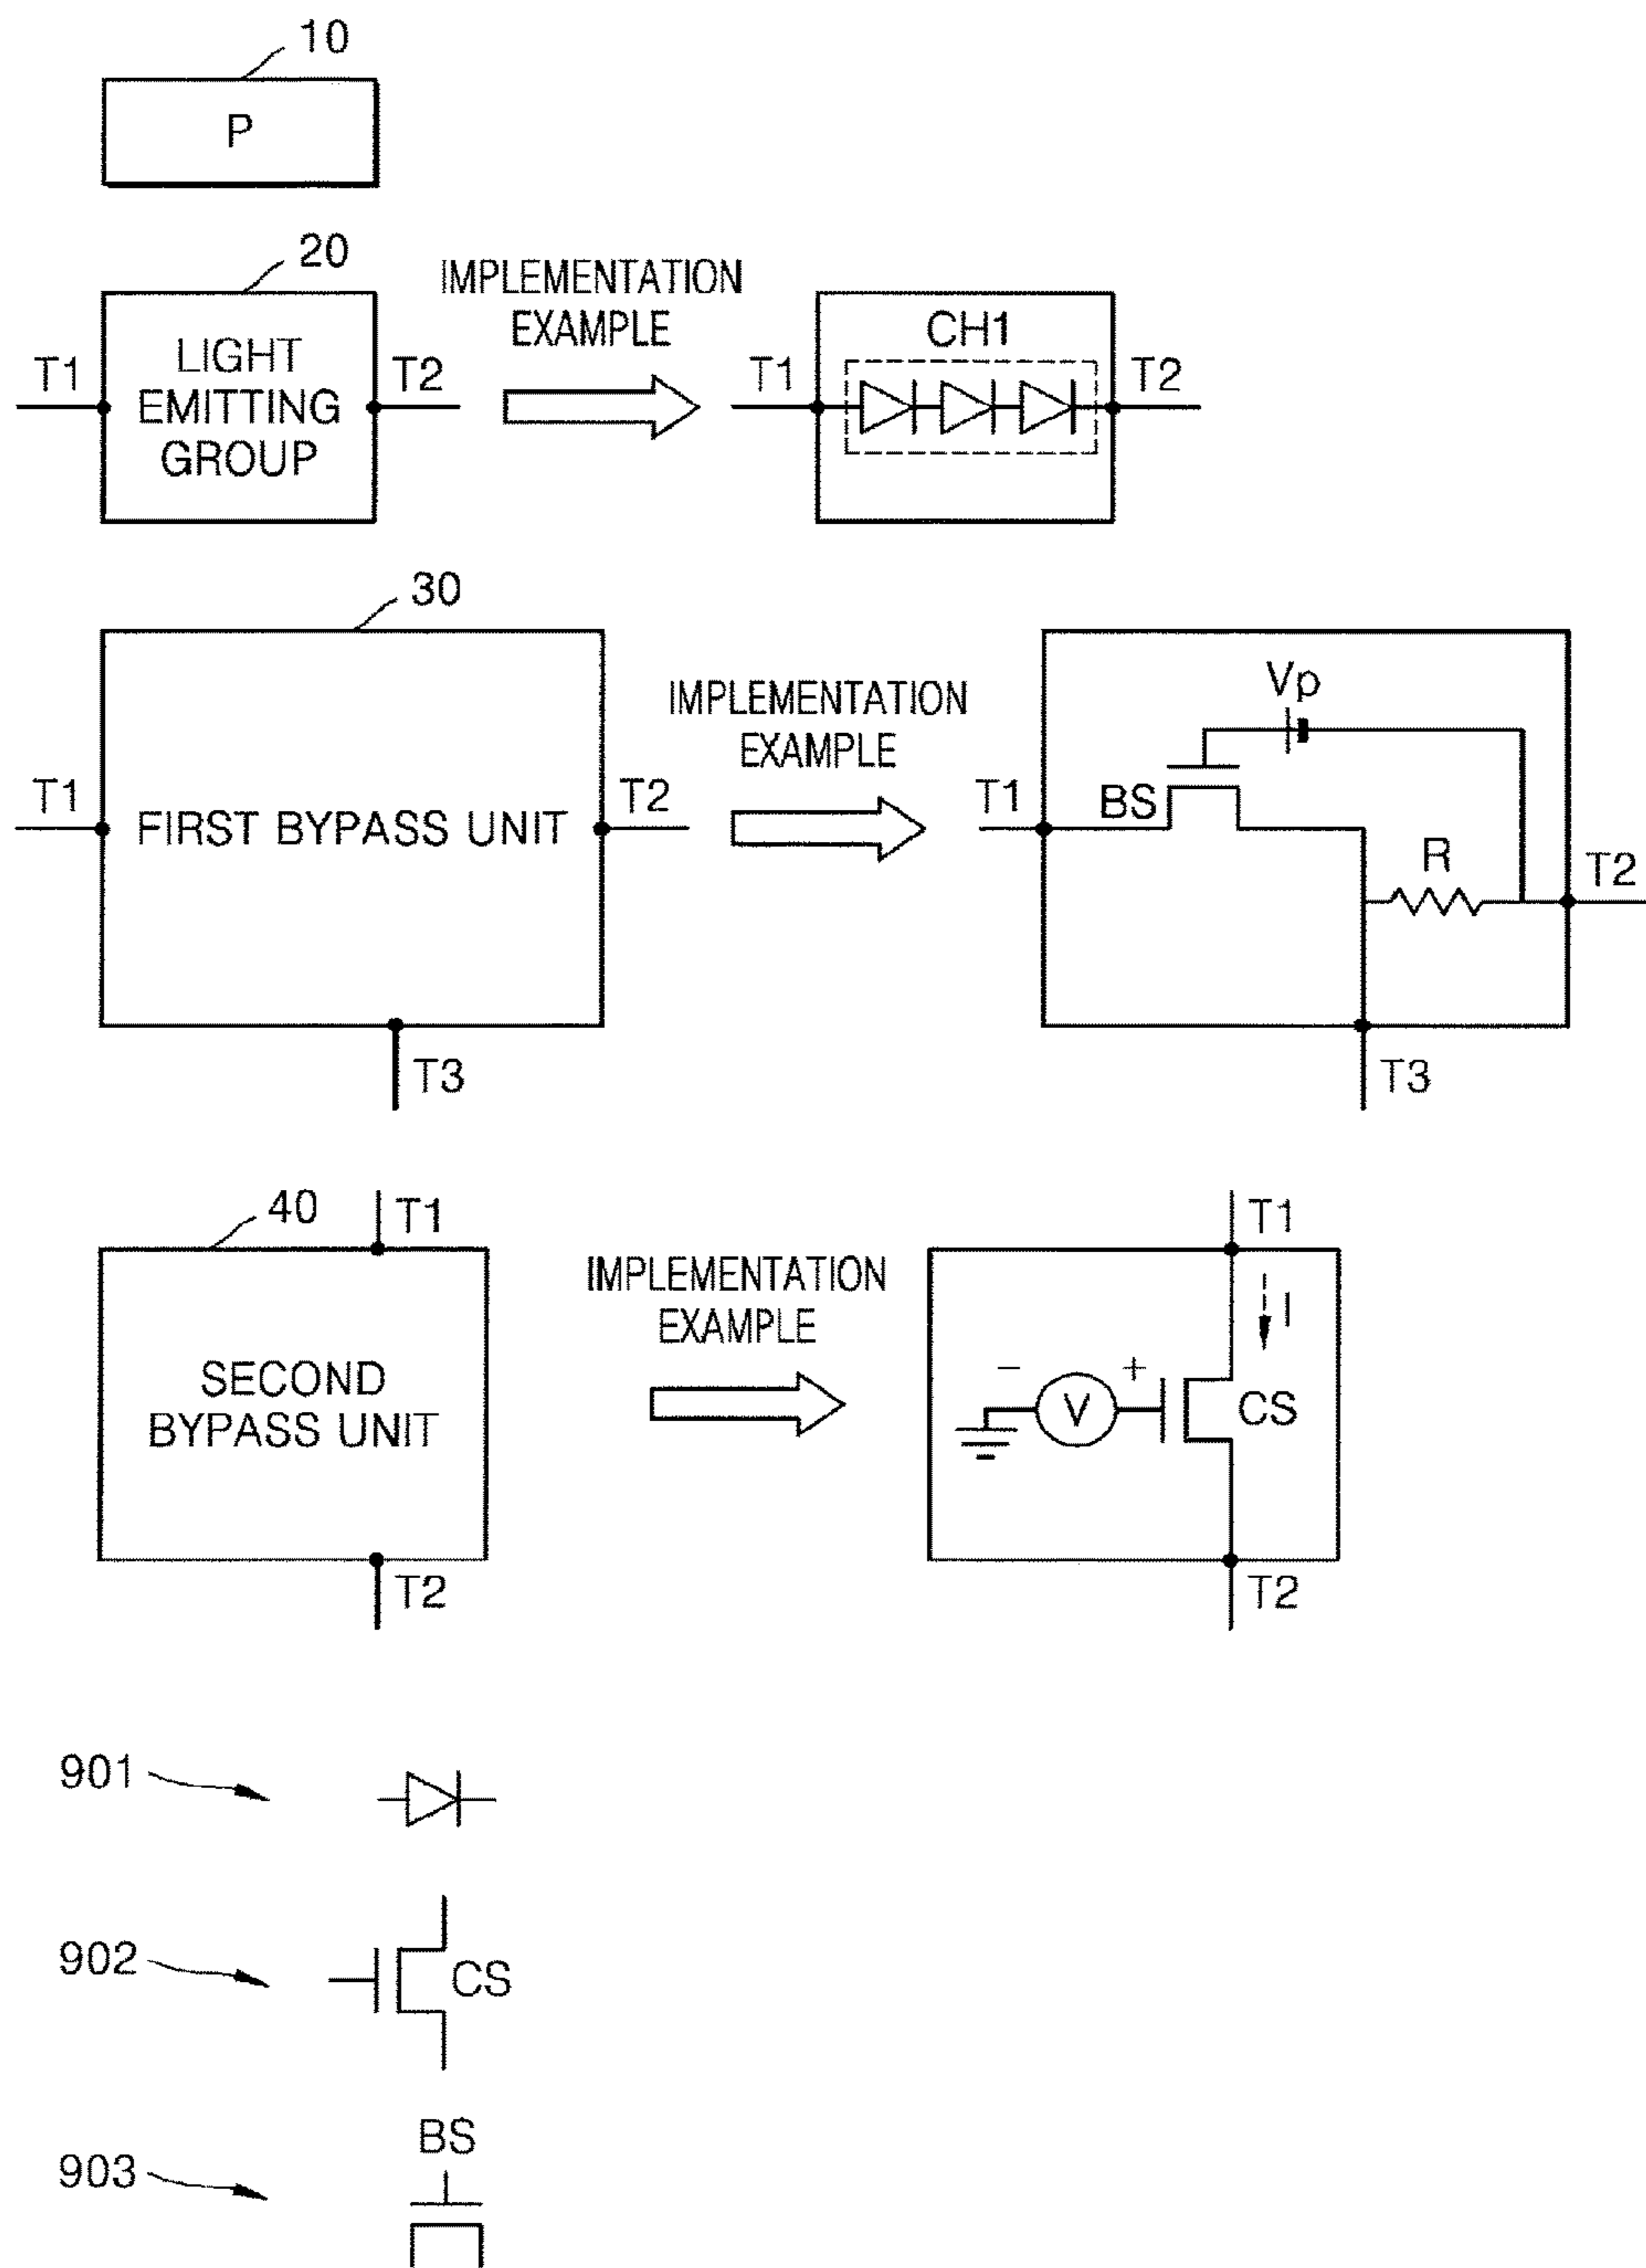 10
P
20
LIGHT
EMITTING
GROUP
T1
T2
IMPLEMENTATION
EXAMPLE
CH1
T1
T2
30
FIRST BYPASS UNIT
T1
T2
T3
IMPLEMENTATION
EXAMPLE
Vp
BS
R
T1
T2
T3
40
T1
SECOND
BYPASS UNIT
T2
IMPLEMENTATION
EXAMPLE
T1
I
- +
V
CS
T2
901
902
CS
BS
903